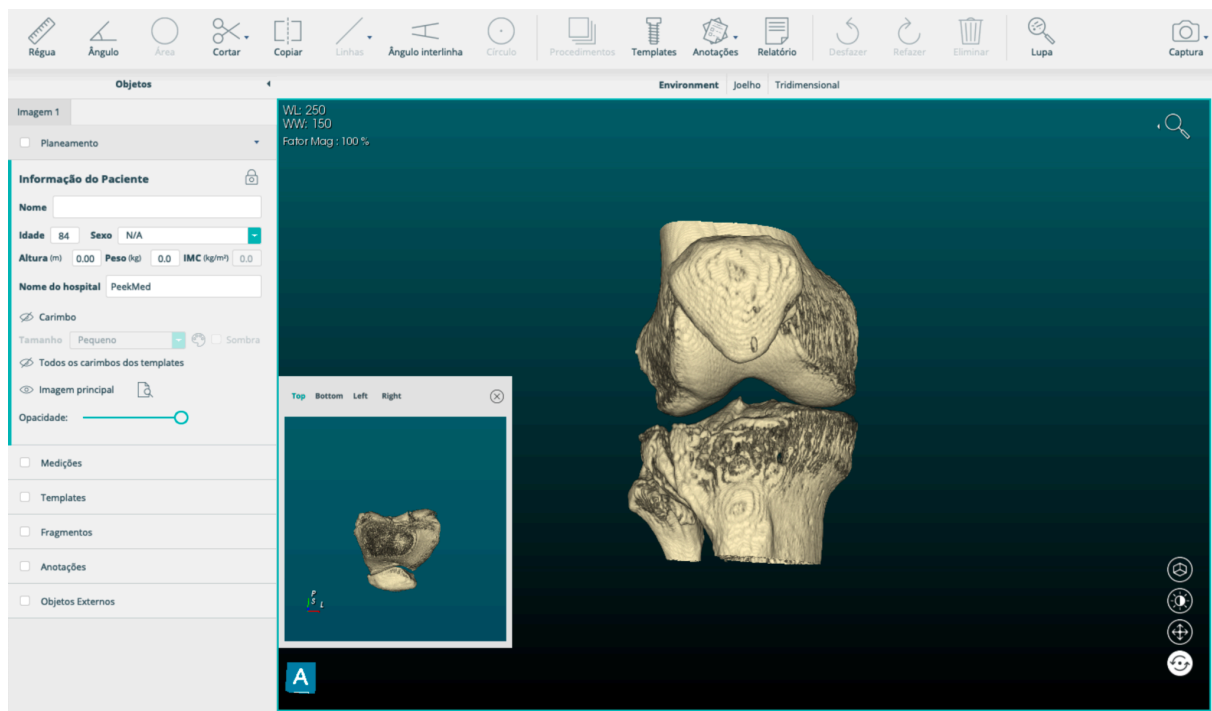 Régua Ângulo Área Cortar Copiar Linhas Ângulo interlinha Círculo Procedimentos Templates Anotações Relatório Desfazer Refazer Eliminar Lupa Captura
Objetos
Environment Joelho Tridimensional
Imagem 1
Planeamento
Informação do Paciente
Nome
Idade 84 Sexo N/A
Altura (m) 0.00 Peso (kg) 0.0 IMC (kg/m²) 0.0
Nome do hospital PeekMed
Carimbo
Tamanho Pequeno Sombra
Todos os carimbos dos templates
Imagem principal
Opacidade:
Medições
Templates
Fragmentos
Anotações
Objetos Externos
WL: 250
WW: 150
Fator Mag : 100 %
Top Bottom Left Right
P
S L
A